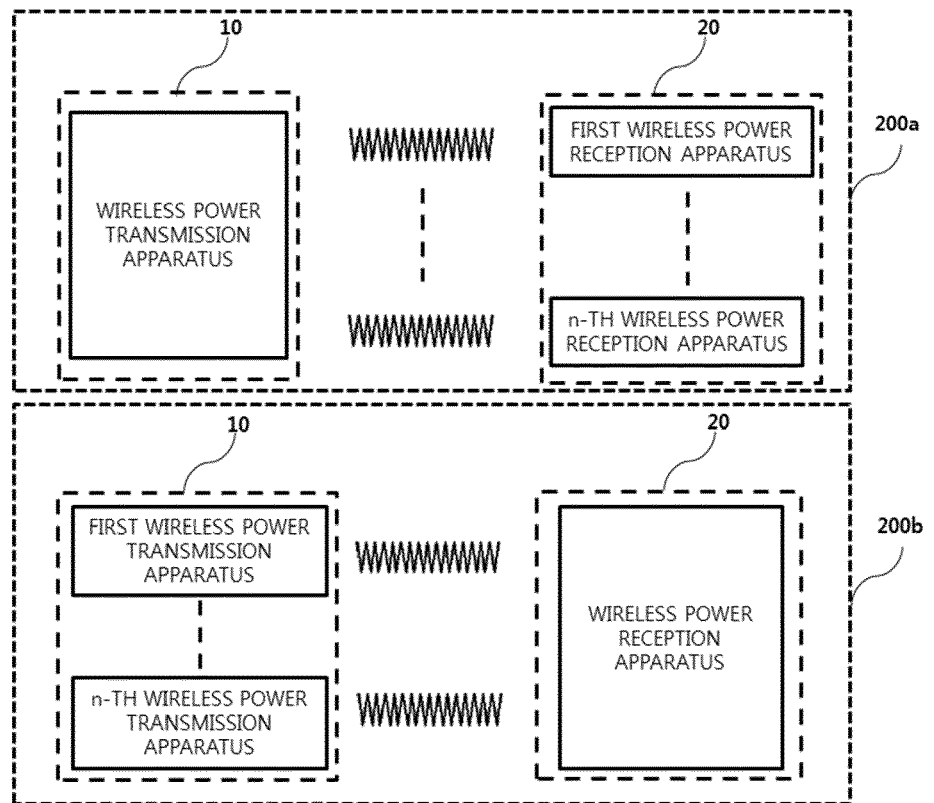 10
20
200a
WIRELESS POWER
TRANSMISSION
APPARATUS
FIRST WIRELESS POWER
RECEPTION APPARATUS
n-TH WIRELESS POWER
RECEPTION APPARATUS
10
20
200b
FIRST WIRELESS POWER
TRANSMISSION
APPARATUS
n-TH WIRELESS POWER
TRANSMISSION
APPARATUS
WIRELESS POWER
RECEPTION
APPARATUS